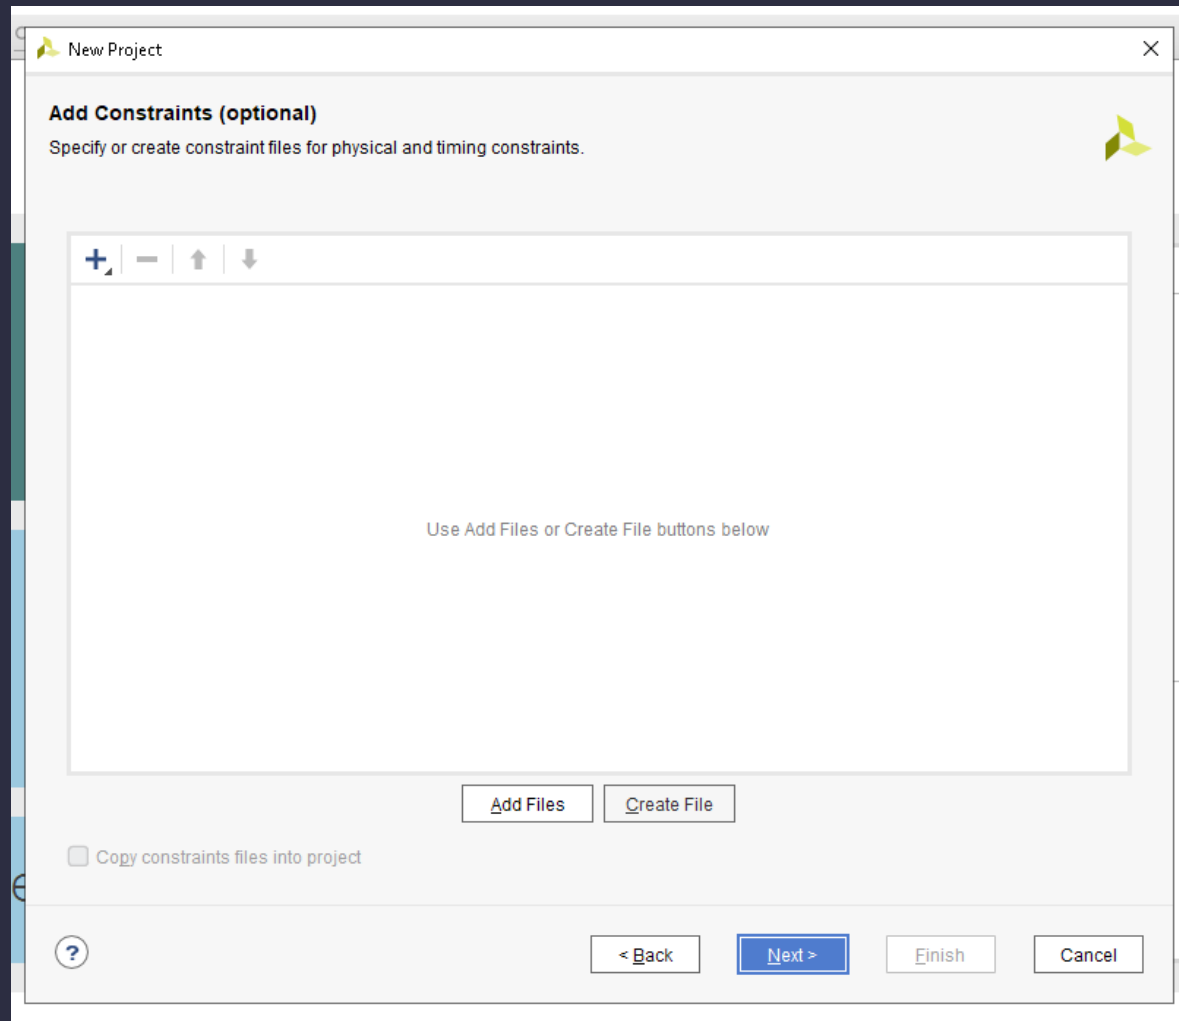 New Project
Add Constraints (optional)
Specify or create constraint files for physical and timing constraints.
Use Add Files or Create File buttons below
Add Files Create File
Copy constraints files into project
? < Back Next > Finish Cancel